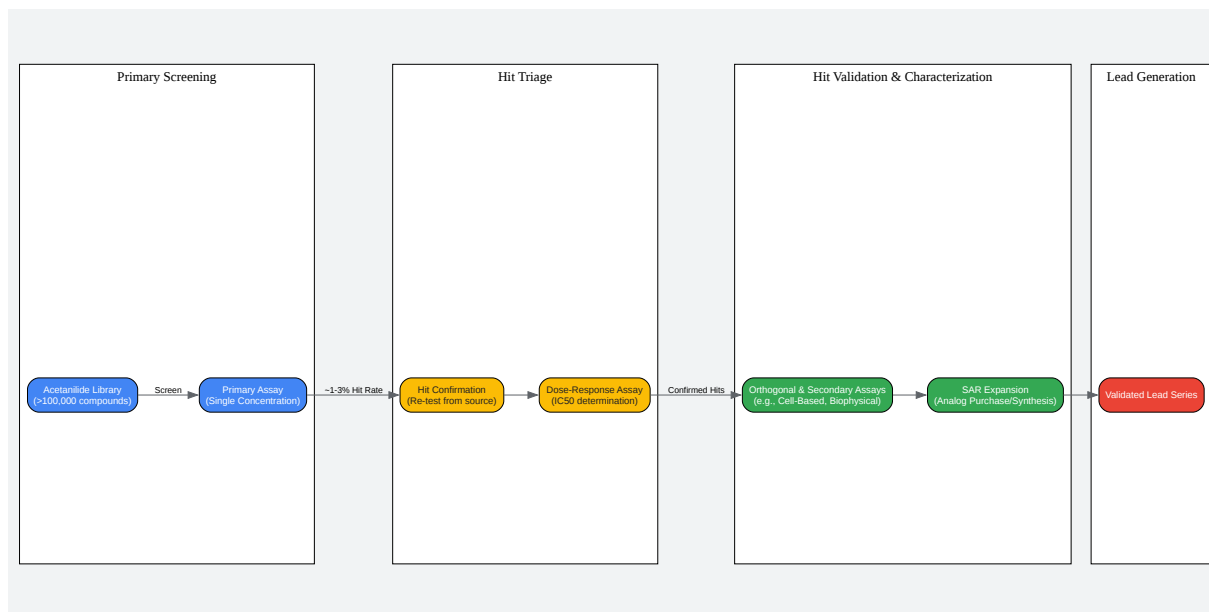 Primary Screening
Acetanilide Library
(>100,000 compounds)
Screen
Primary Assay
(Single Concentration)
~1-3% Hit Rate
Hit Triage
Hit Confirmation
(Re-test from source)
Dose-Response Assay
(IC50 determination)
Confirmed Hits
Hit Validation & Characterization
Orthogonal & Secondary Assays
(e.g., Cell-Based, Biophysical)
SAR Expansion
(Analog Purchase/Synthesis)
Lead Generation
Validated Lead Series